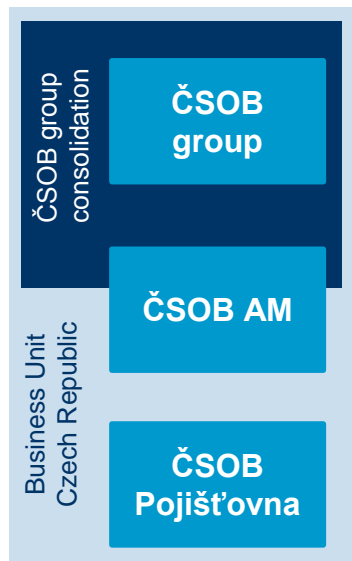 ČSOB group
consolidation
ČSOB
group
ČSOB AM
Business Unit
Czech Republic
ČSOB
Pojišťovna